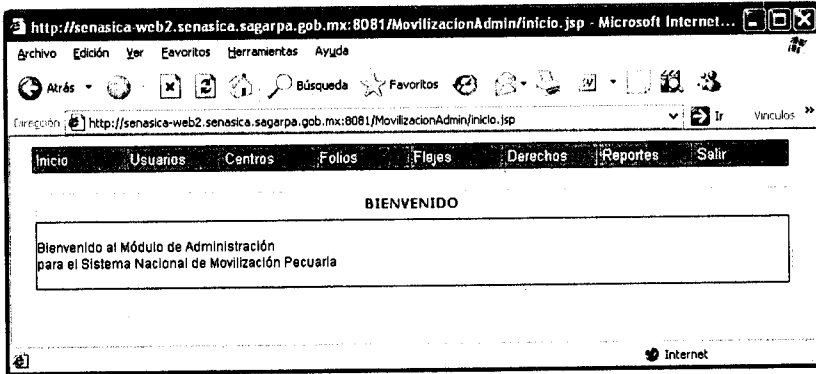 http://senasica-web2.senasica.sagarpa.gob.mx:8081/MovilizacionAdmin/inicio.jsp - Microsoft Internet...
Archivo Edición Ver Favoritos Herramientas Ayuda
Atrás Búsqueda Favoritos
Dirección http://senasica-web2.senasica.sagarpa.gob.mx:8081/MovilizacionAdmin/inicio.jsp Ir Vínculos »
Inicio Usuarios Centros Folios Flejes Derechos Reportes Salir
BIENVENIDO
Bienvenido al Módulo de Administración
para el Sistema Nacional de Movilización Pecuaria
Internet